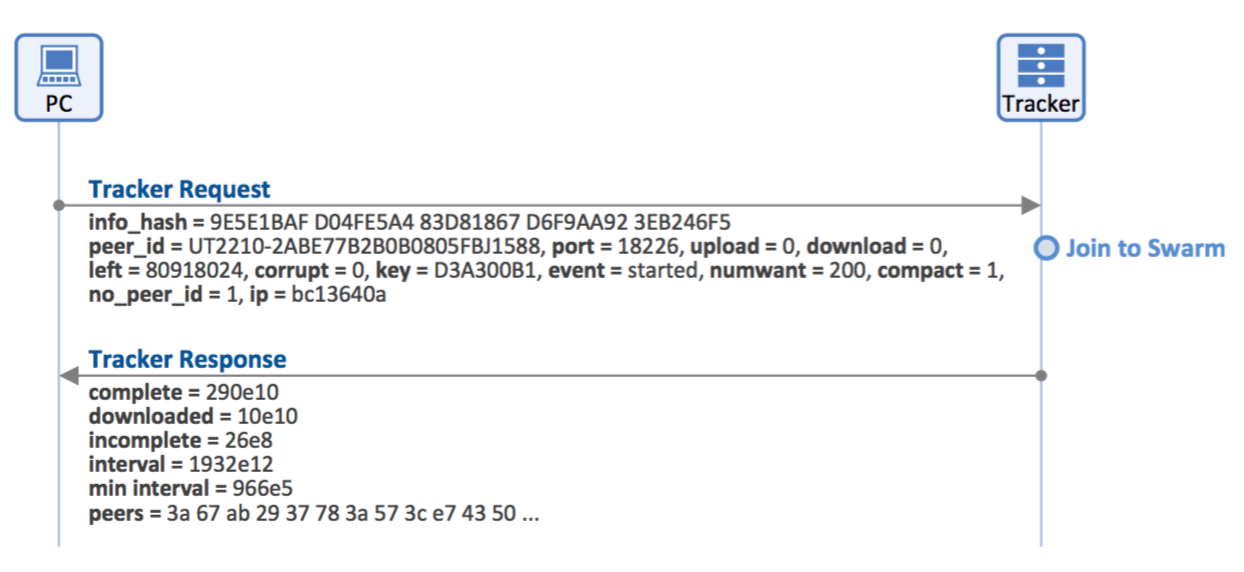 PC
Tracker
Tracker Request
info_hash = 9E5E1BAF D04FE5A4 83D81867 D6F9AA92 3EB246F5
peer_id = UT2210-2ABE77B2B0B0805FBJ1588, port = 18226, upload = 0, download = 0,
left = 80918024, corrupt = 0, key = D3A300B1, event = started, numwant = 200, compact = 1,
no_peer_id = 1, ip = bc13640a
Join to Swarm
Tracker Response
complete = 290e10
downloaded = 10e10
incomplete = 26e8
interval = 1932e12
min interval = 966e5
peers = 3a 67 ab 29 37 78 3a 57 3c e7 43 50 ...